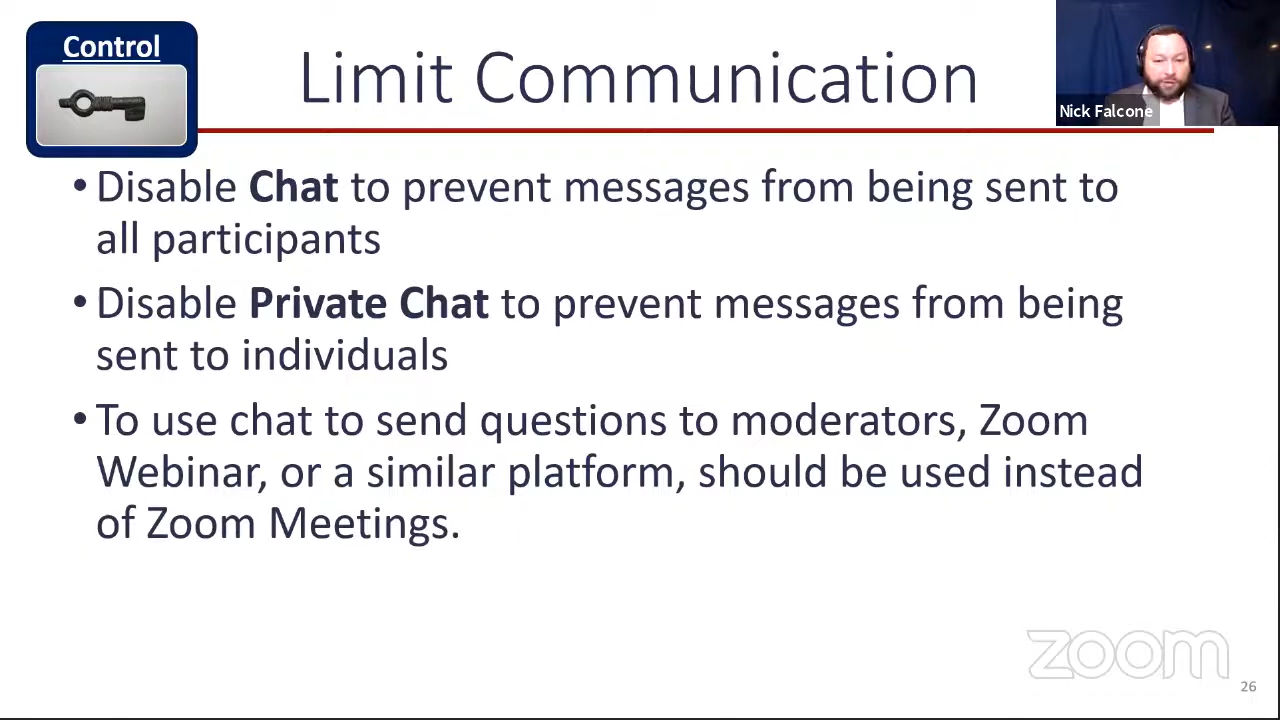 Control
Limit Communication
Nick Falcone
• Disable Chat to prevent messages from being sent to
all participants
• Disable Private Chat to prevent messages from being
sent to individuals
• To use chat to send questions to moderators, Zoom
Webinar, or a similar platform, should be used instead
of Zoom Meetings.
zoom
26